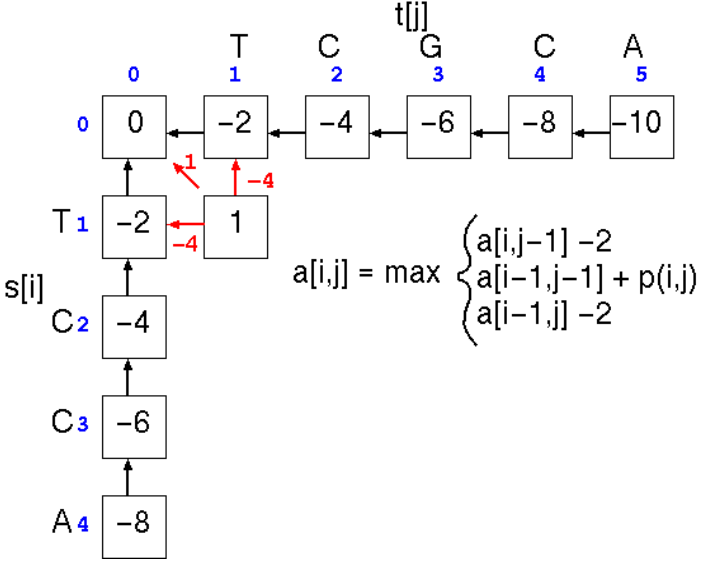 t[j]
T C G C A
0 1 2 3 4 5
0 0 −2 −4 −6 −8 −10
1 −4
T 1 −2 1
−4
a[i,j] = max
a[i,j−1] −2
a[i−1,j−1] + p(i,j)
a[i−1,j] −2
s[i]
C 2 −4
C 3 −6
A 4 −8